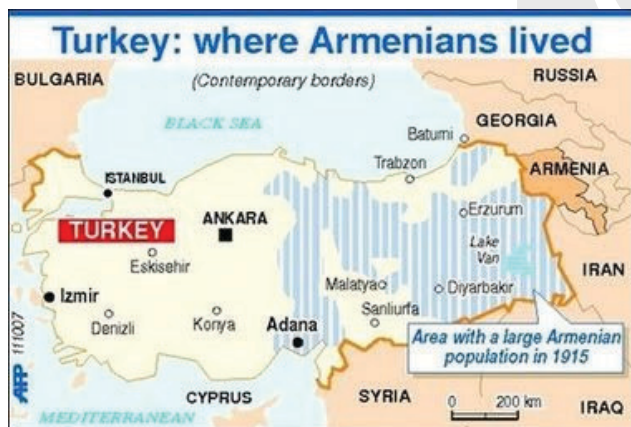 Turkey: where Armenians lived
BULGARIA
(Contemporary borders)
RUSSIA
BLACK SEA
GEORGIA
Batumi
ISTANBUL
Trabzon
ARMENIA
TURKEY
ANKARA
Erzurum
Eskisehir
Lake
Van
IRAN
Izmir
Malatya
Diyarbakir
Denizli
Konya
Adana
Sanliurfa
Area with a large Armenian
population in 1915
AFP 111007
CYPRUS
SYRIA
0 200 km
IRAQ
MEDITERRANEAN